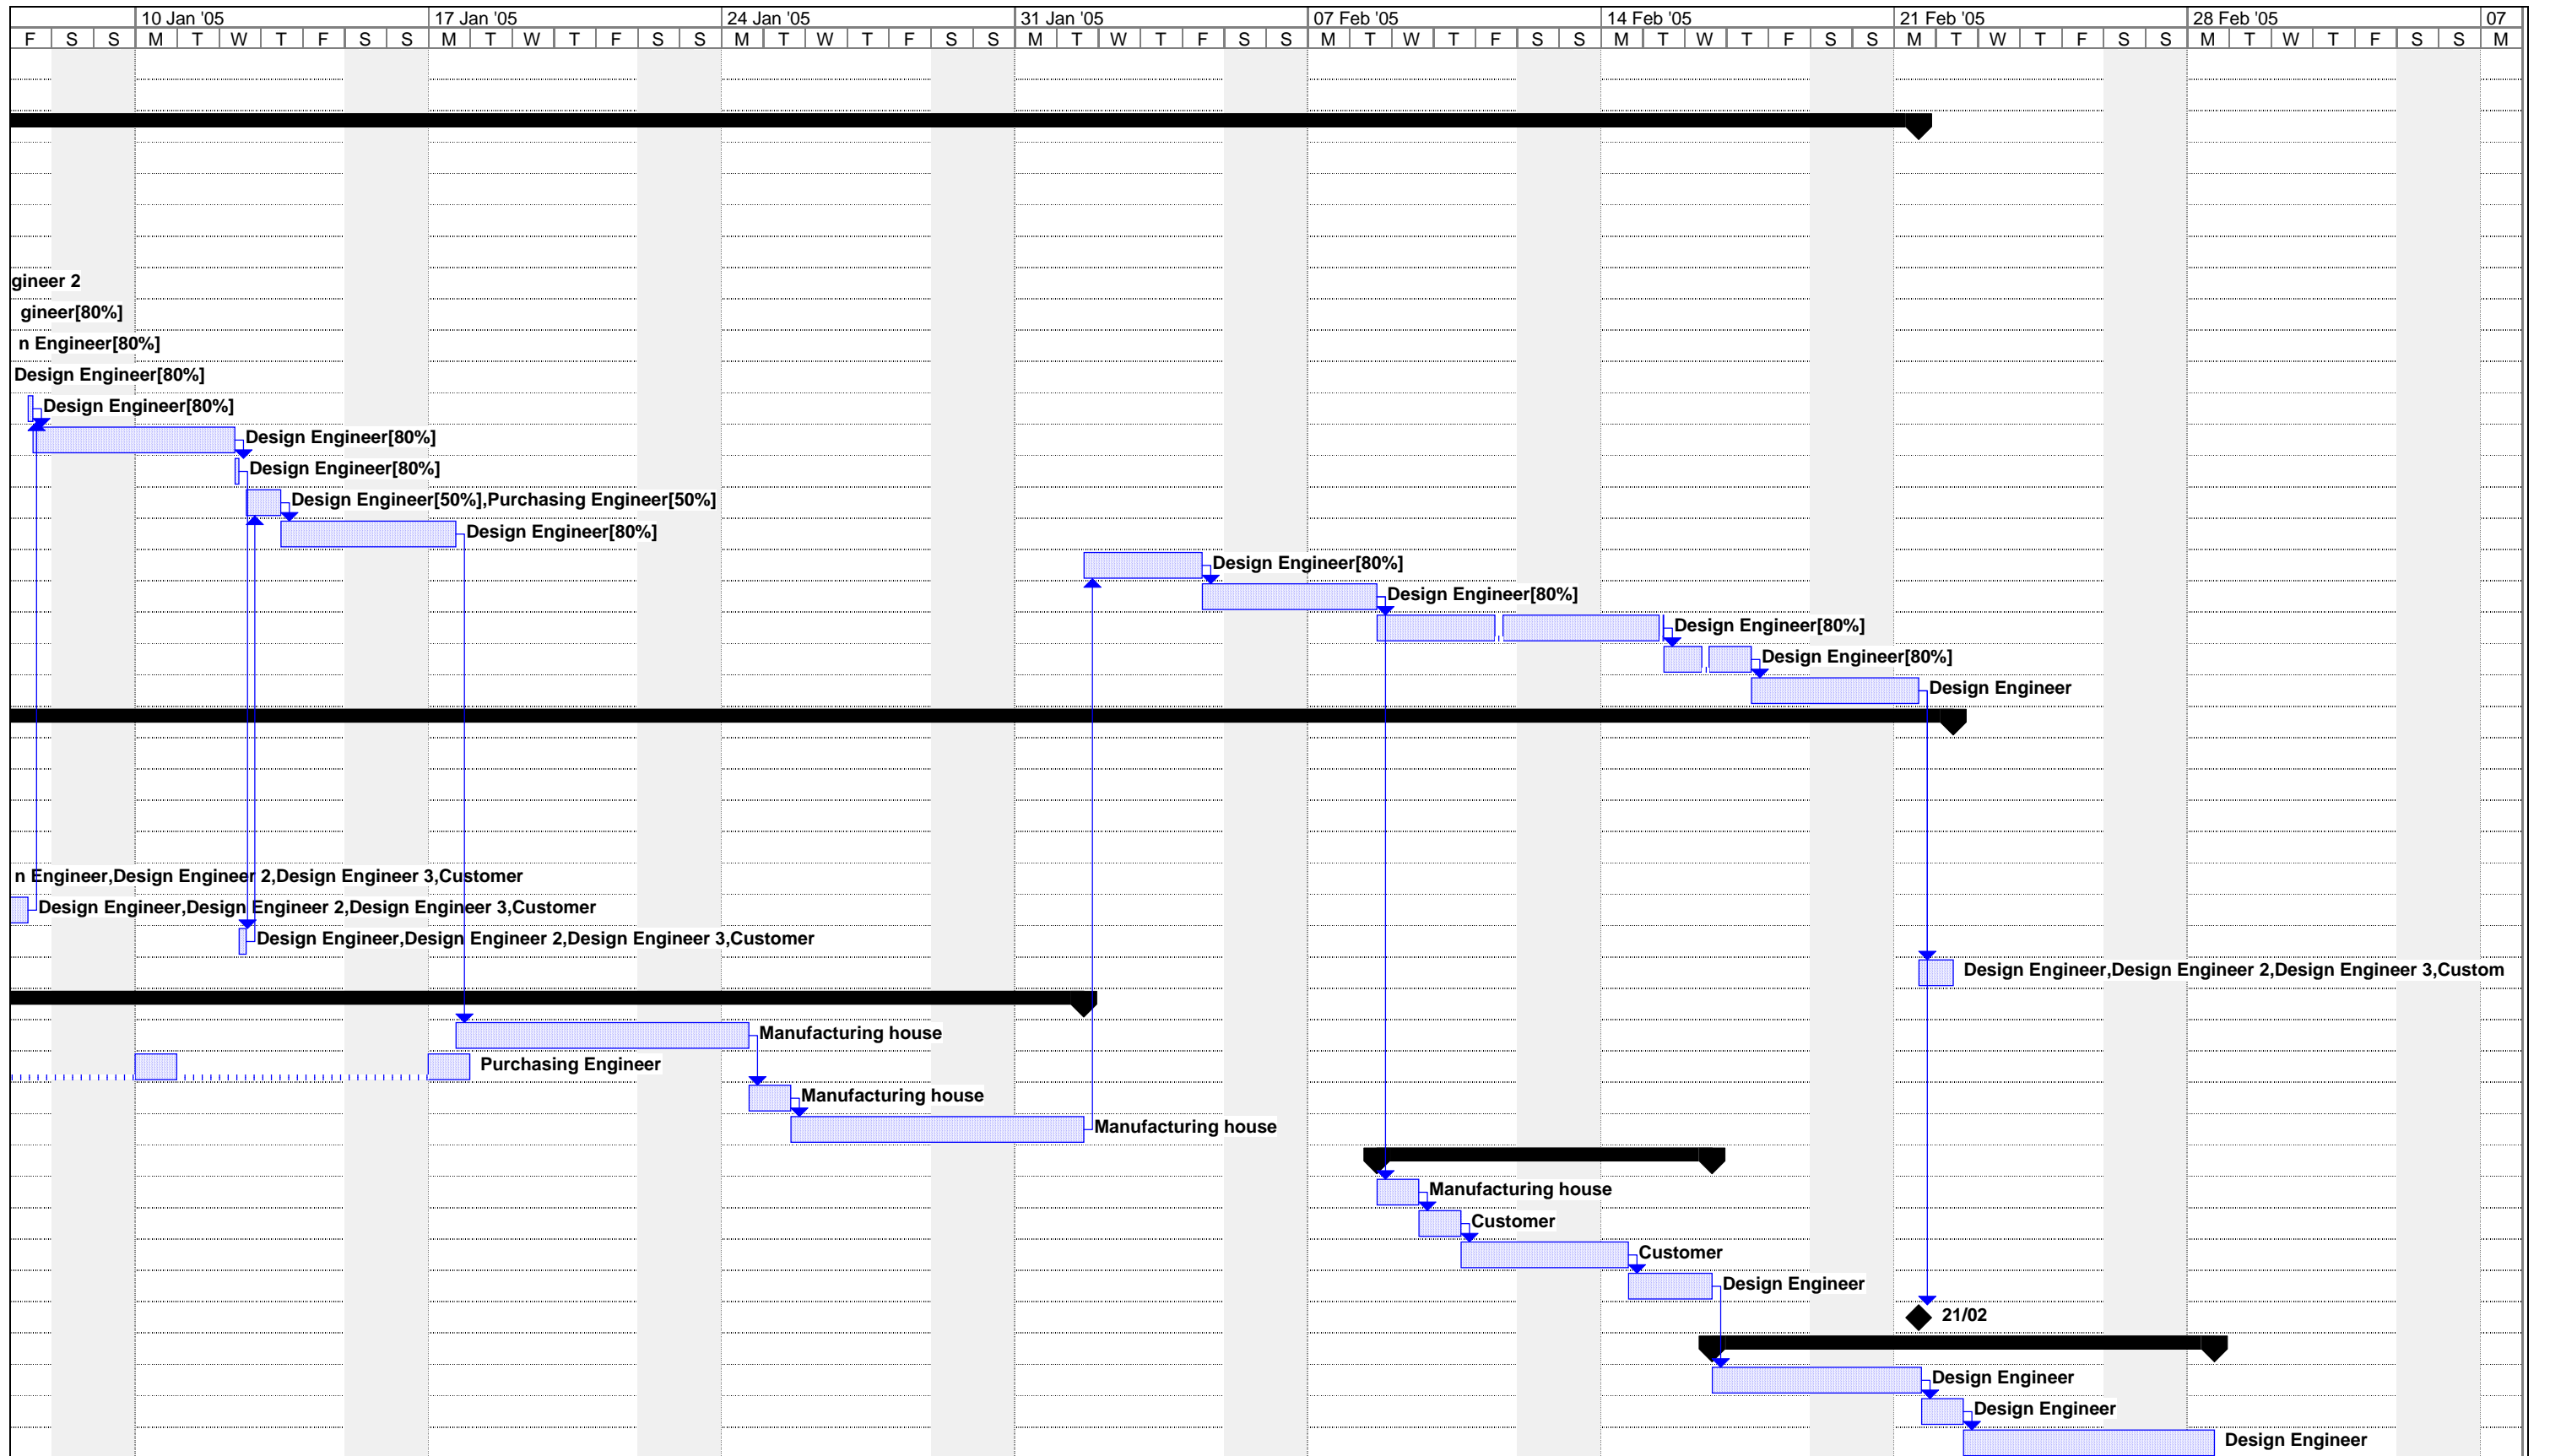 10 Jan '05 17 Jan '05 24 Jan '05 31 Jan '05 07 Feb '05 14 Feb '05 21 Feb '05 28 Feb '05 07
F S S M T W T F S S M T W T F S S M T W T F S S M T W T F S S M T W T F S S M T W T F S S M T W T F S S M T W T F S S M
gineer 2
gineer[80%]
n Engineer[80%]
Design Engineer[80%]
Design Engineer[80%]
Design Engineer[80%]
Design Engineer[80%]
Design Engineer[50%],Purchasing Engineer[50%]
Design Engineer[80%]
Design Engineer[80%]
Design Engineer[80%]
Design Engineer[80%]
Design Engineer[80%]
Design Engineer
n Engineer,Design Engineer 2,Design Engineer 3,Customer
Design Engineer,Design Engineer 2,Design Engineer 3,Customer
Design Engineer,Design Engineer 2,Design Engineer 3,Customer
Design Engineer,Design Engineer 2,Design Engineer 3,Custom
Manufacturing house
Purchasing Engineer
Manufacturing house
Manufacturing house
Manufacturing house
Customer
Customer
Design Engineer
21/02
Design Engineer
Design Engineer
Design Engineer